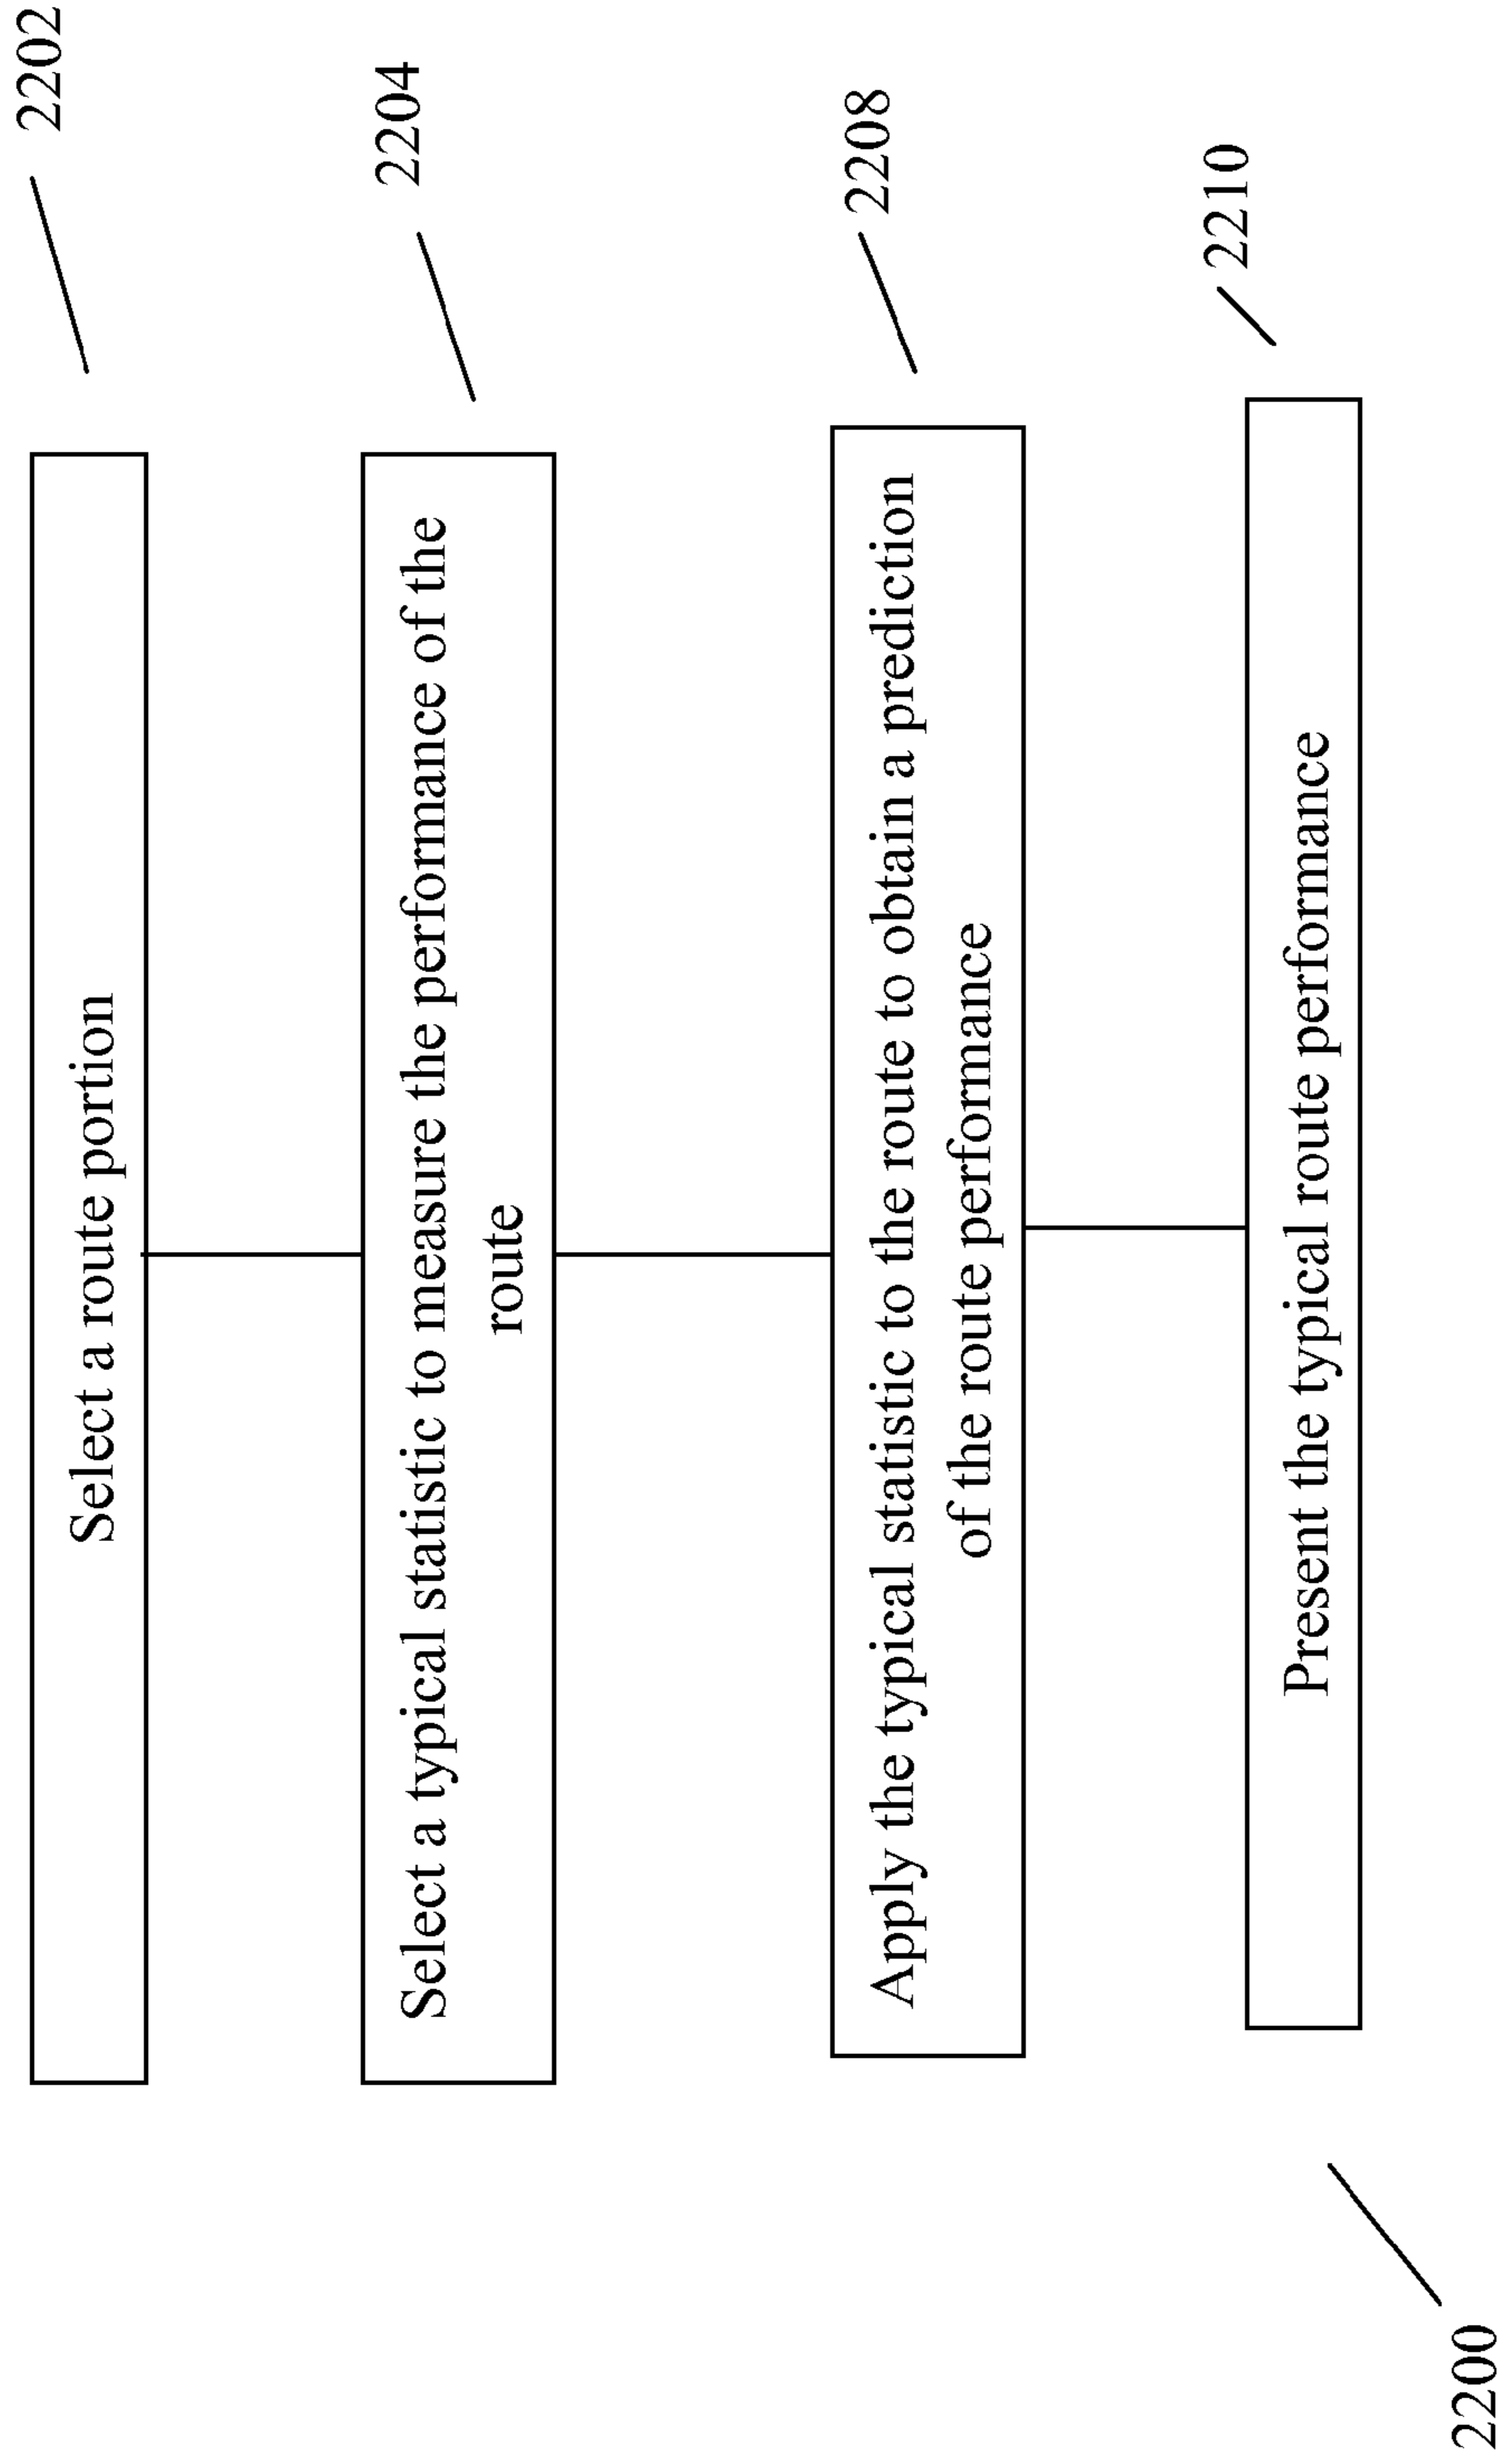 Select a route portion
2202
Select a typical statistic to measure the performance of the
route
2204
Apply the typical statistic to the route to obtain a prediction
of the route performance
2208
Present the typical route performance
2210
2200